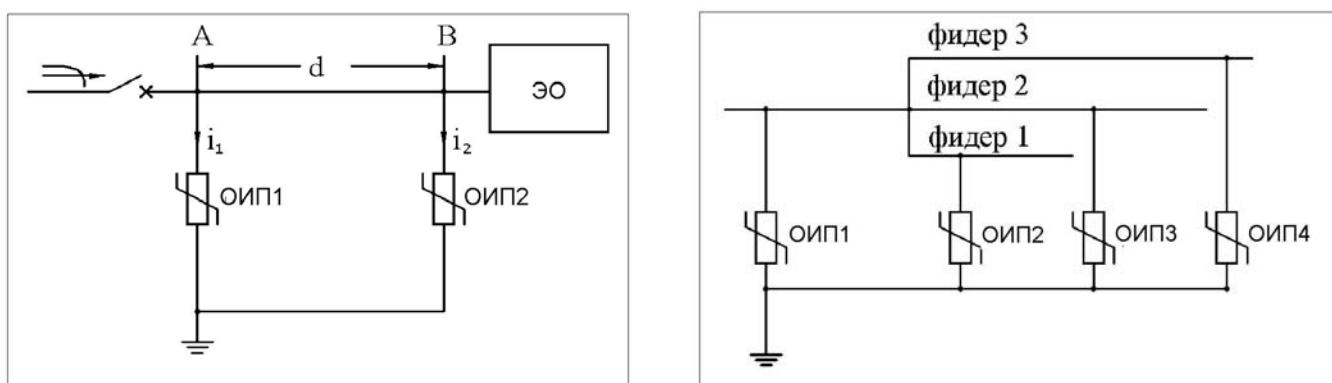 A
B
d
ЭО
i₁
i₂
ОИП1
ОИП2
фидер 3
фидер 2
фидер 1
ОИП1
ОИП2
ОИП3
ОИП4